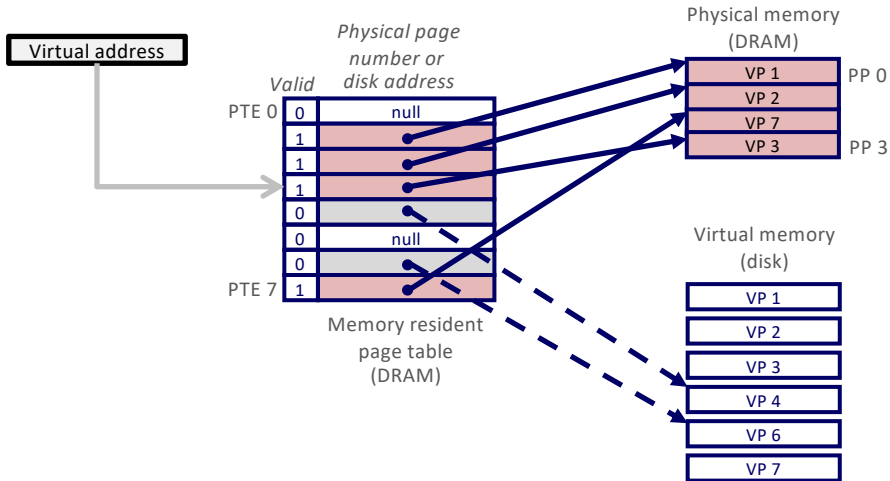 Virtual address
Physical page
number or
disk address
Valid
PTE 0
0
null
1
1
1
0
0
null
0
PTE 7
1
Memory resident
page table
(DRAM)
Physical memory
(DRAM)
VP 1
PP 0
VP 2
VP 7
VP 3
PP 3
Virtual memory
(disk)
VP 1
VP 2
VP 3
VP 4
VP 6
VP 7